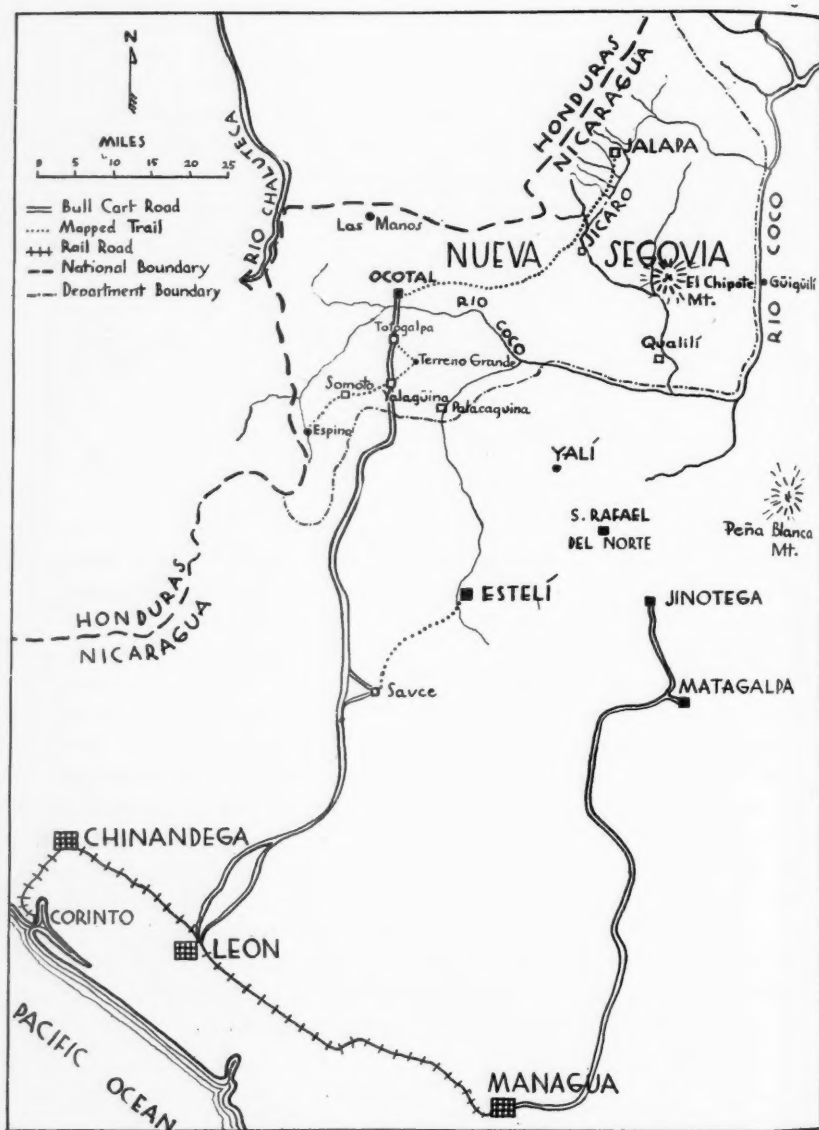 N
MILES
0 5 10 15 20 25
Bull Cart Road
Mapped Trail
Rail Road
National Boundary
Department Boundary
RIO CHALUTECA
HONDURAS
NICARAGUA
JALAPA
Las Manos
JICARO
NUEVA SEGOVIA
RIO COCO
El Chipote
Mt.
Güigüilí
OCOTAL
RIO COCO
Totogalpa
Terreno Grande
Qualilí
Somoto
Yalagüina
Palacaguina
Espino
YALÍ
S. RAFAEL
DEL NORTE
Peña Blanca
Mt.
HONDURAS
NICARAGUA
ESTELÍ
JINOTEGA
Sauce
MATAGALPA
CHINANDEGA
CORINTO
LEON
PACIFIC OCEAN
MANAGUA